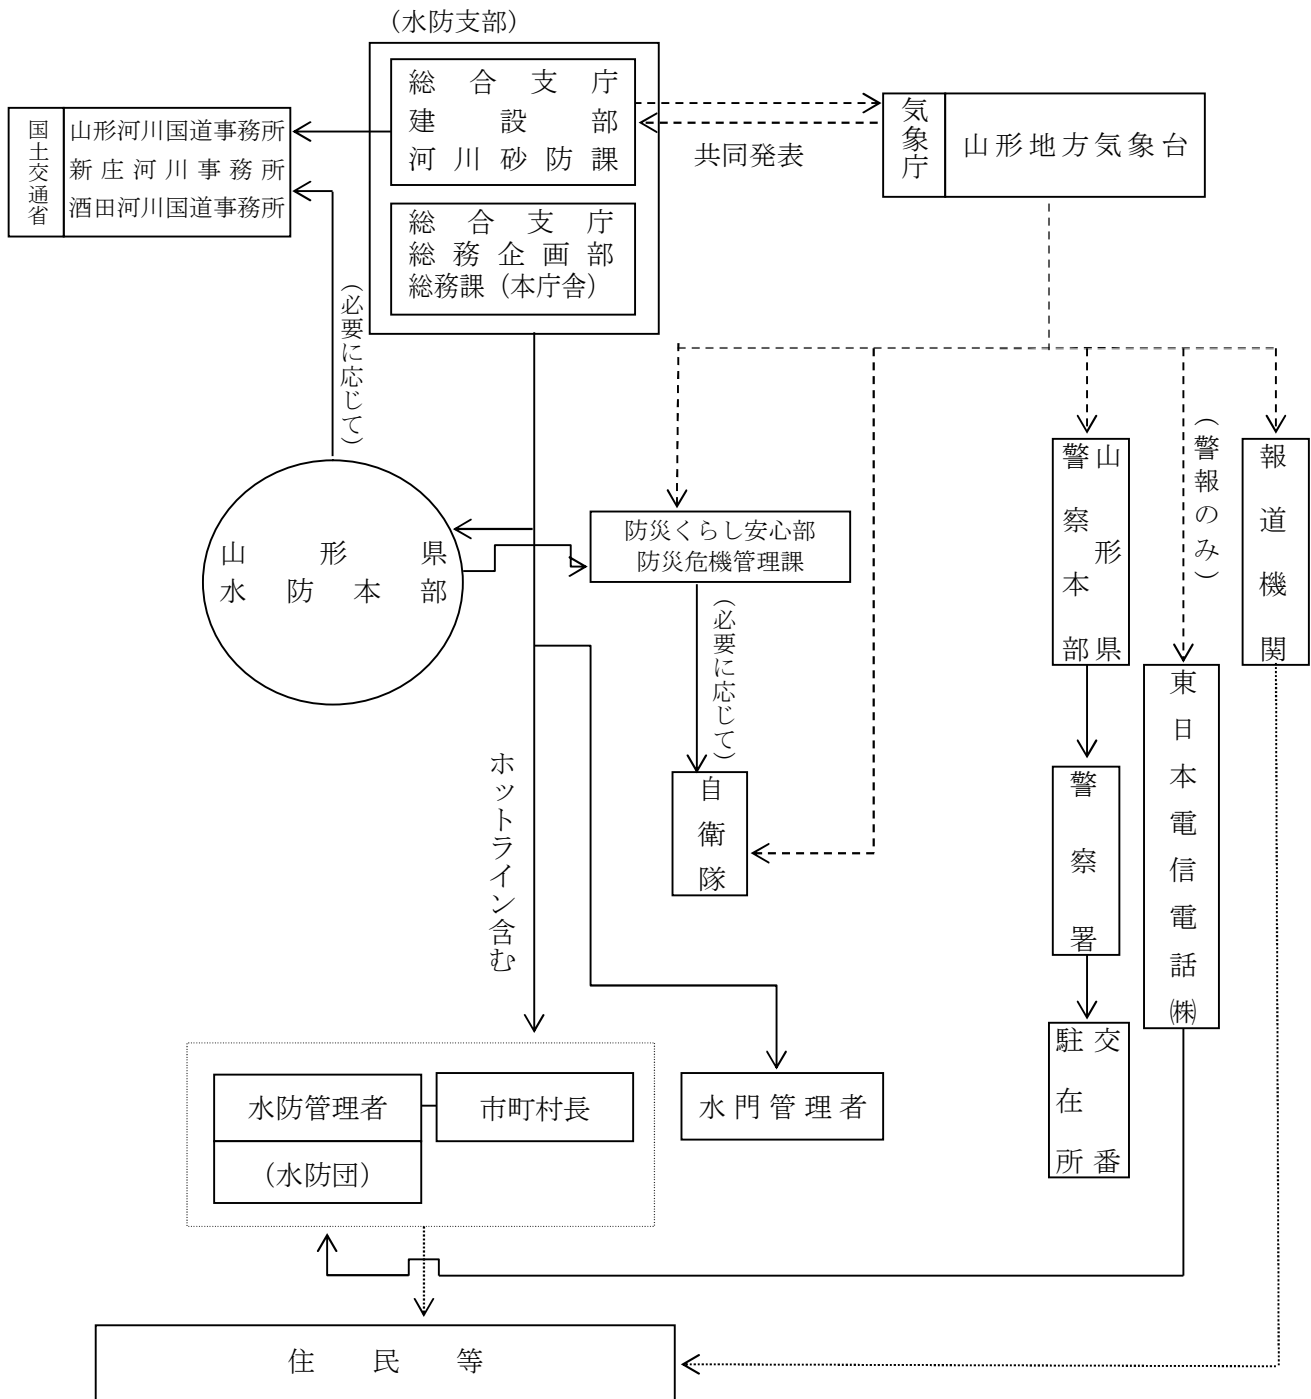 （水防支部）
総合支庁
建設部
河川砂防課
総合支庁
総務企画部
総務課（本庁舎）
国土交通省
山形河川国道事務所
新庄河川事務所
酒田河川国道事務所
共同発表
気象庁
山形地方気象台
（必要に応じて）
山形県
水防本部
防災くらし安心部
防災危機管理課
（必要に応じて）
自衛隊
山形県
警察本部
警察署
交番
駐在所
（警報のみ）
東日本電信電話㈱
報道機関
ホットライン含む
水防管理者
市町村長
（水防団）
水門管理者
住民等